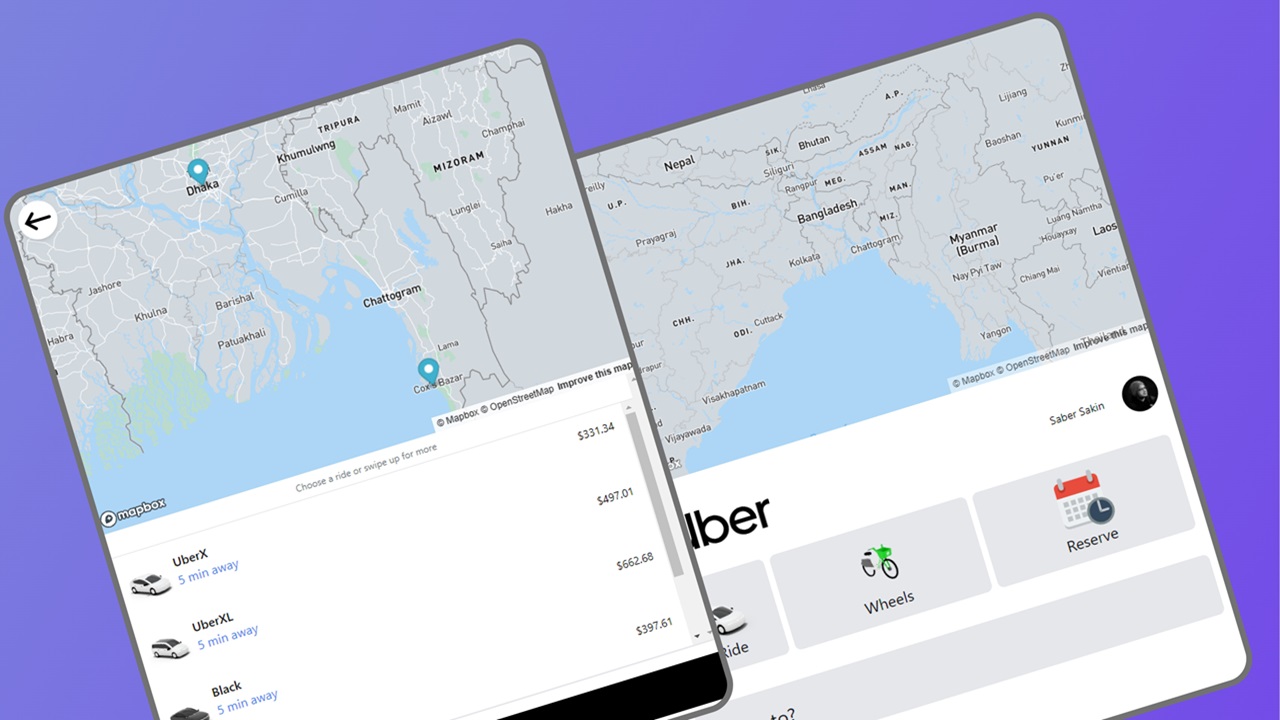 TRIPURA
Mamit
Aizawl
Champhai
Khumulwng
MIZORAM
Dhaka
Cumilla
Lunglei
Hakha
Saiha
Jashore
Khulna
Barishal
Chattogram
Habra
Patuakhali
Lama
Cox's Bazar
© Mapbox © OpenStreetMap Improve this map
mapbox
Choose a ride or swipe up for more
UberX
5 min away
$331.34
UberXL
5 min away
$497.01
Black
5 min away
$662.68
$397.61
Lhasa
A.P.
Lijiang
Nepal
SIK.
Bhutan
ASSAM
NAG.
Baoshan
Kunmi
YUNNAN
Siliguri
Rangpur
MEG.
reilly
U.P.
BIH.
Bangladesh
MAN.
Pu'er
MIZ.
Luang Namtha
Prayagraj
JHA.
Kolkata
Chattogram
Myanmar
(Burma)
Houayxay
Laos
Nay Pyi Taw
Chiang Mai
Vientian
CHH.
ODI.
Cuttack
Yangon
Thailand
Visakhapatnam
Vijayawada
© Mapbox © OpenStreetMap Improve this map
Saber Sakin
Uber
Ride
Wheels
Reserve
to?